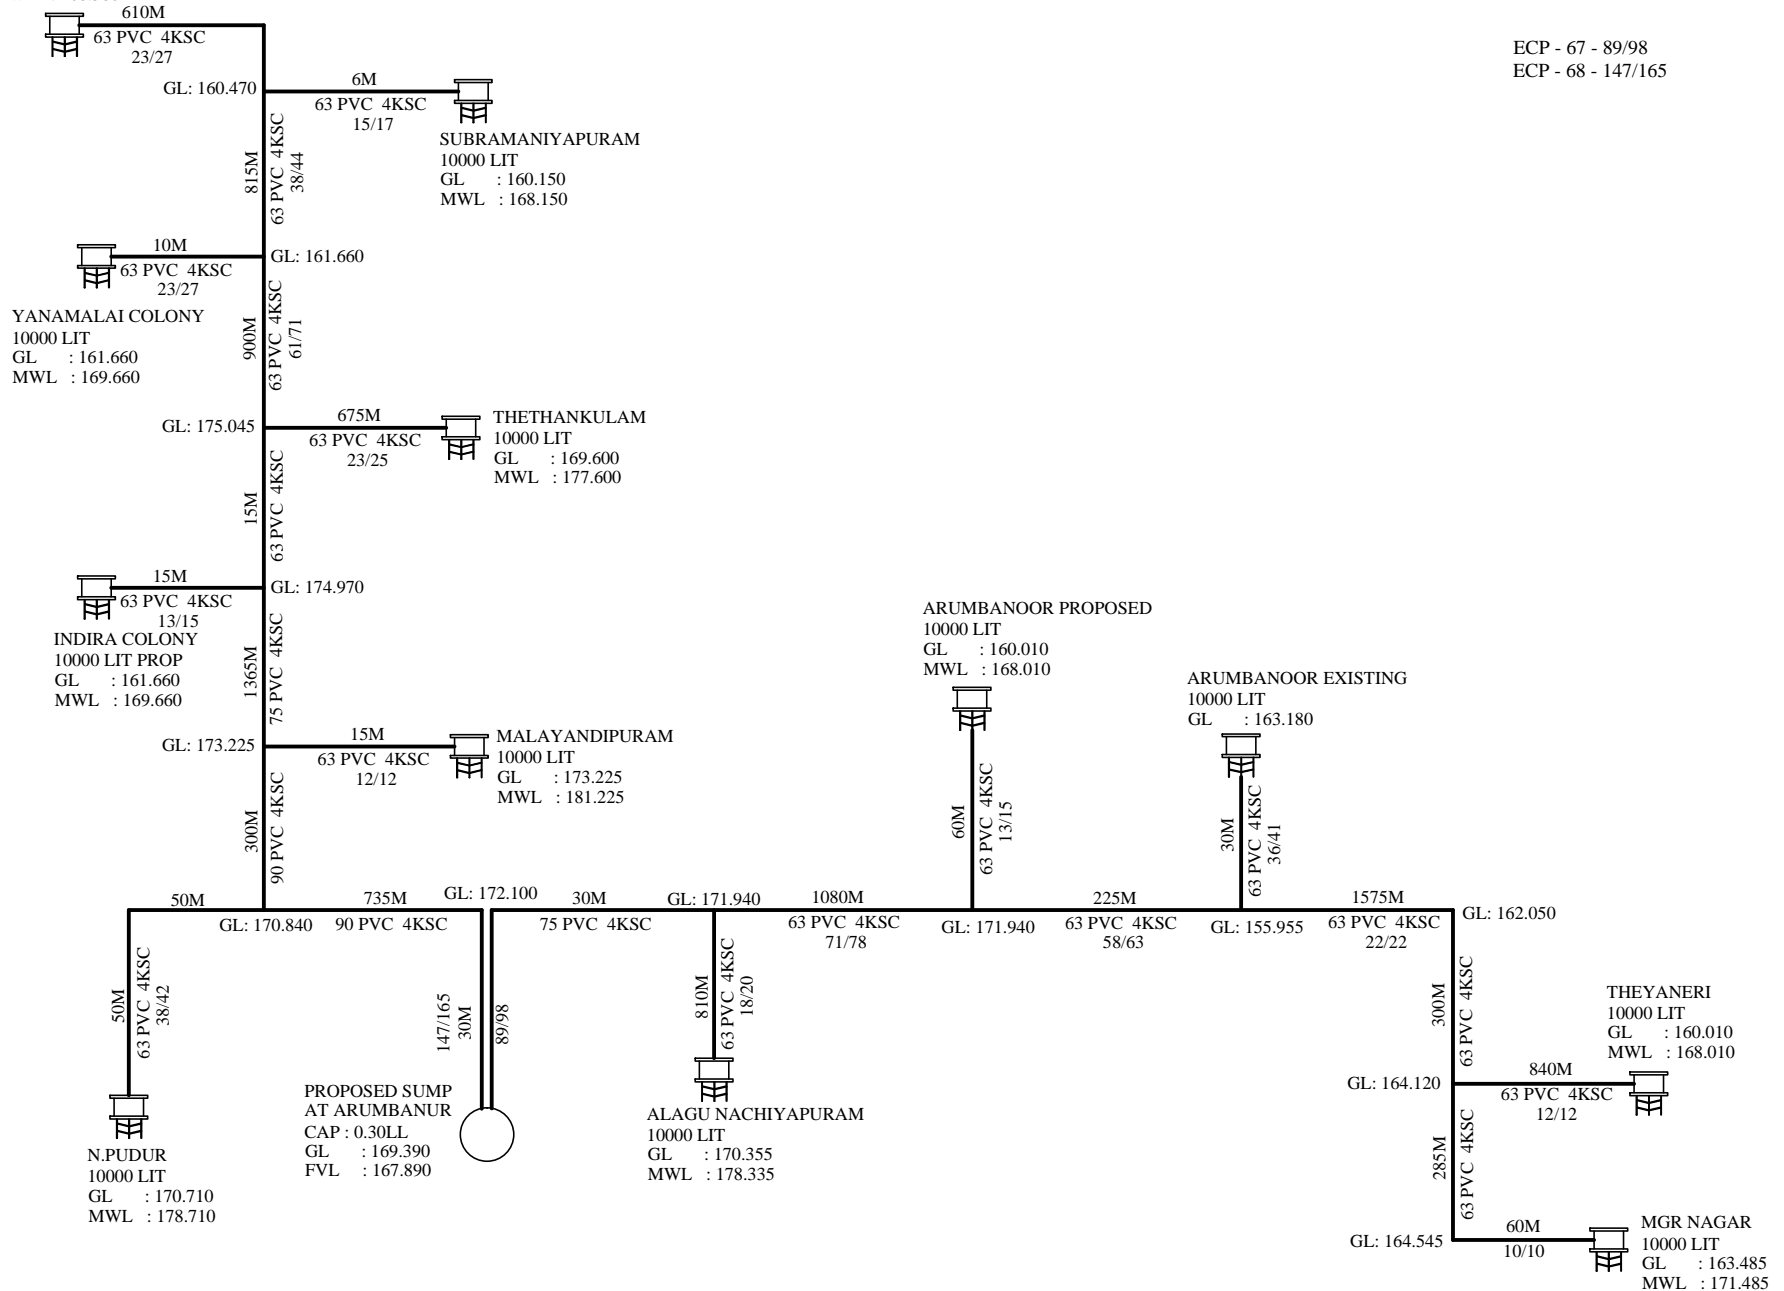 610M
63 PVC 4KSC
23/27
ECP - 67 - 89/98
ECP - 68 - 147/165
GL: 160.470
6M
63 PVC 4KSC
15/17
SUBRAMANIYAPURAM
10000 LIT
GL : 160.150
MWL : 168.150
815M
63 PVC 4KSC
38/44
10M
63 PVC 4KSC
23/27
GL: 161.660
YANAMALAI COLONY
10000 LIT
GL : 161.660
MWL : 169.660
900M
63 PVC 4KSC
61/71
GL: 175.045
675M
63 PVC 4KSC
23/25
THETHANKULAM
10000 LIT
GL : 169.600
MWL : 177.600
15M
63 PVC 4KSC
15M
63 PVC 4KSC
13/15
GL: 174.970
INDIRA COLONY
10000 LIT PROP
GL : 161.660
MWL : 169.660
1365M
75 PVC 4KSC
GL: 173.225
15M
63 PVC 4KSC
12/12
MALAYANDIPURAM
10000 LIT
GL : 173.225
MWL : 181.225
300M
90 PVC 4KSC
ARUMBANOOR PROPOSED
10000 LIT
GL : 160.010
MWL : 168.010
60M
63 PVC 4KSC
13/15
ARUMBANOOR EXISTING
10000 LIT
GL : 163.180
30M
63 PVC 4KSC
36/41
50M
GL: 170.840
735M
90 PVC 4KSC
GL: 172.100
30M
75 PVC 4KSC
GL: 171.940
1080M
63 PVC 4KSC
71/78
GL: 171.940
225M
63 PVC 4KSC
58/63
GL: 155.955
1575M
63 PVC 4KSC
22/22
GL: 162.050
50M
63 PVC 4KSC
38/42
N.PUDUR
10000 LIT
GL : 170.710
MWL : 178.710
147/165
30M
89/98
PROPOSED SUMP
AT ARUMBANUR
CAP : 0.30LL
GL : 169.390
FVL : 167.890
810M
63 PVC 4KSC
18/20
ALAGU NACHIYAPURAM
10000 LIT
GL : 170.355
MWL : 178.335
300M
63 PVC 4KSC
THEYANERI
10000 LIT
GL : 160.010
MWL : 168.010
GL: 164.120
840M
63 PVC 4KSC
12/12
285M
63 PVC 4KSC
GL: 164.545
60M
10/10
MGR NAGAR
10000 LIT
GL : 163.485
MWL : 171.485